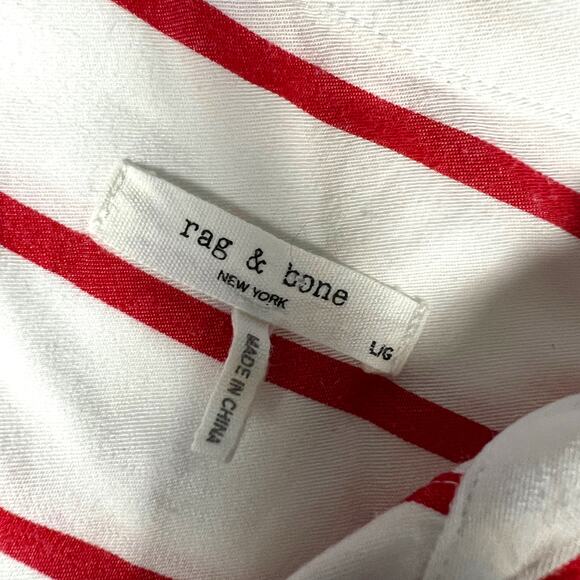 rag & bone
NEW YORK
L/G
MADE IN CHINA